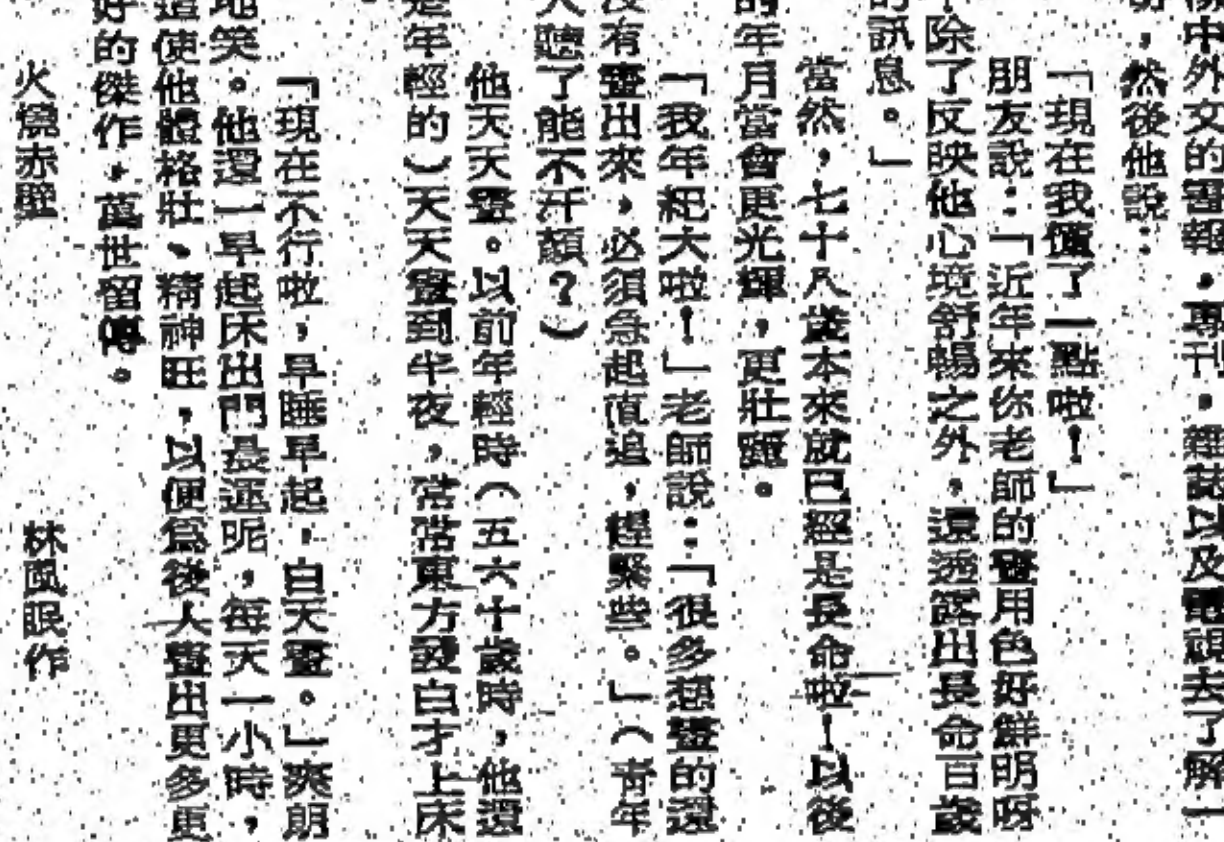 中外文的書報，專刊，雜誌以及電視去了解一
，然後他說：
「現在我懂了一點啦！」
朋友說：「近年來你老師的畫用色好鮮明呀
除了反映他心境舒暢之外，還透露出長命百歲
的訊息。」
當然，七十八歲本來就已經是長命啦！以後
的年月當會更光輝，更壯麗。
「我年紀大啦！」老師說：「很多想畫的還
沒有畫出來，必須急起直追，趕緊些。」（青年
人聽了能不汗顏？）
他天天畫。以前年輕時（五六十歲時，他還
是年輕的）天天畫到半夜，常常東方發白才上床
「現在不行啦，早睡早起，白天畫。」爽朗
地笑。他還一早起床出門長運呢，每天一小時，
這使他體格壯、精神旺，以便爲後人畫出更多更
好的傑作，萬世留傳。
火燒赤壁　林風眠作